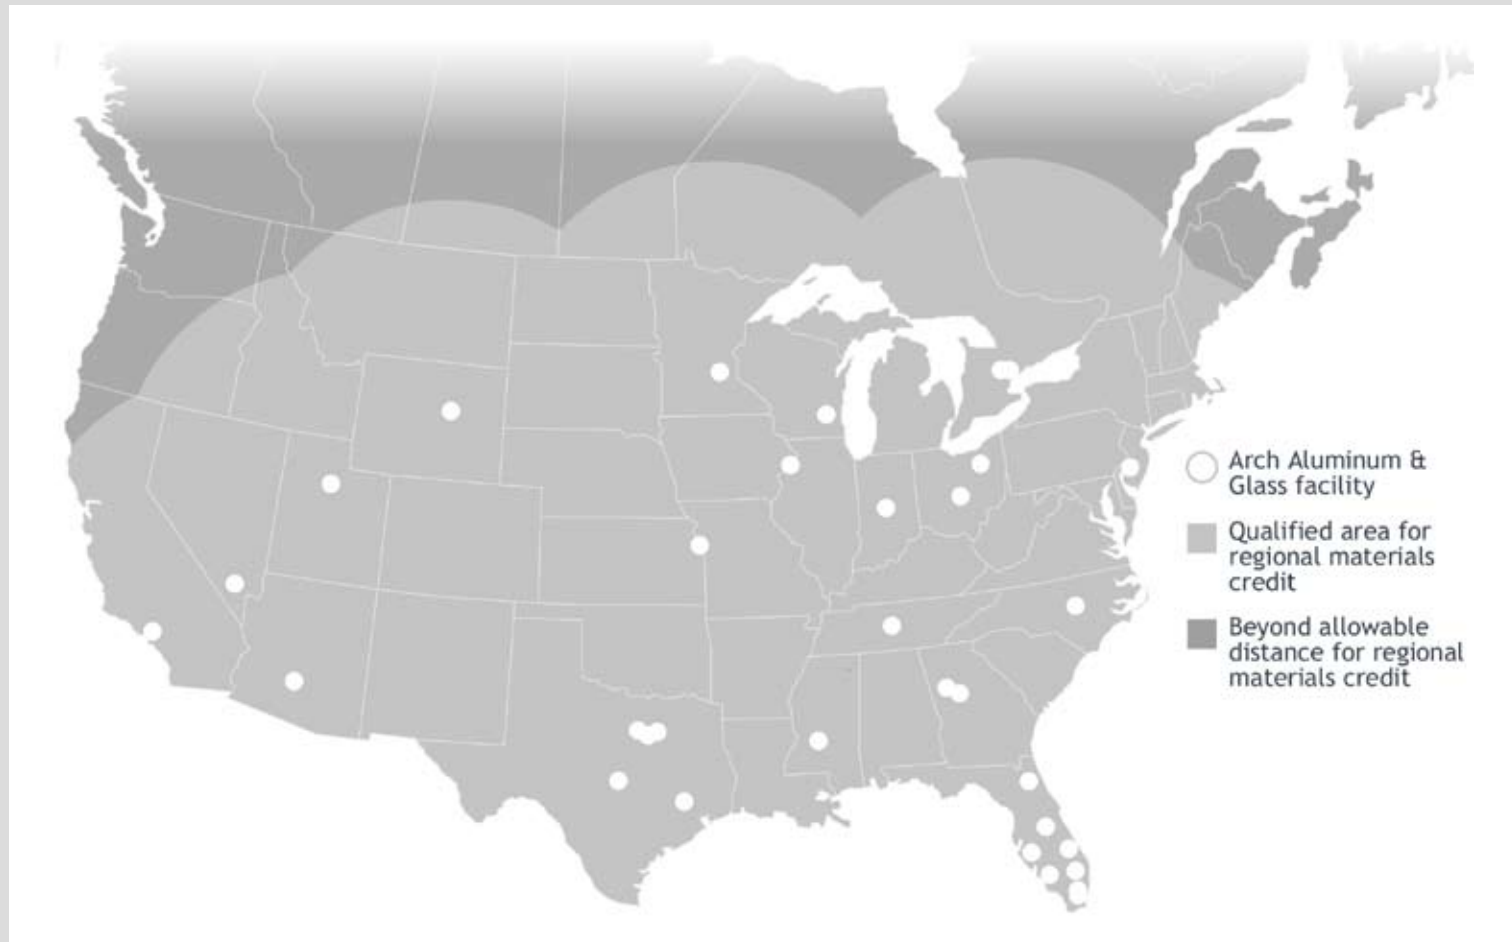 Arch Aluminum &
Glass facility
Qualified area for
regional materials
credit
Beyond allowable
distance for regional
materials credit